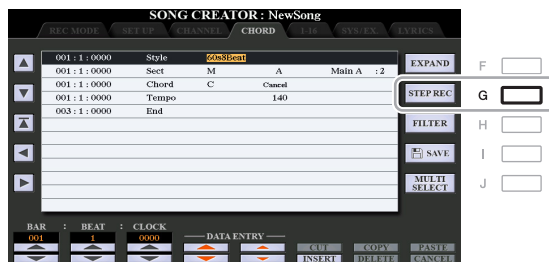 SONG CREATOR : NewSong
REC MODE SET UP CHANNEL CHORD 1-16 SYS/EX. LYRICS
001 : 1 : 0000 Style 60s8Beat
001 : 1 : 0000 Sect M A Main A : 2
001 : 1 : 0000 Chord C Cancel
001 : 1 : 0000 Tempo 140
003 : 1 : 0000 End
EXPAND F
STEP REC G
FILTER H
SAVE I
MULTI SELECT J
BAR : BEAT : CLOCK
001 1 0000 DATA ENTRY
CUT COPY PASTE
INSERT DELETE CANCEL